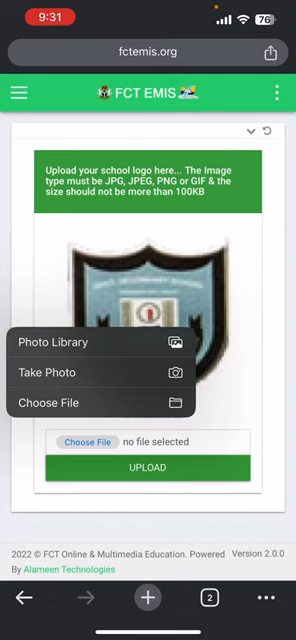 9:31
76
fctemis.org
FCT EMIS
Upload your school logo here... The Image
type must be JPG, JPEG, PNG or GIF & the
size should not be more than 100KB
Photo Library
Take Photo
Choose File
Choose File no file selected
UPLOAD
2022 © FCT Online & Multimedia Education. Powered Version 2.0.0
By Alameen Technologies
2